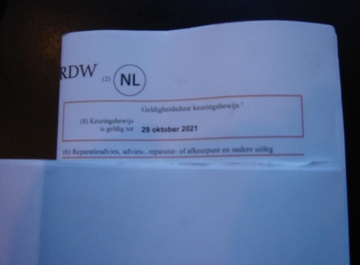 RDW (2) NL
Geldigheidsduur keuringsbewijs ¹
(8) Keuringsbewijs
is geldig tot 29 oktober 2021
(6) Reparatieadvies, advies-, reparatie- of afkeurpunt en nadere uitleg